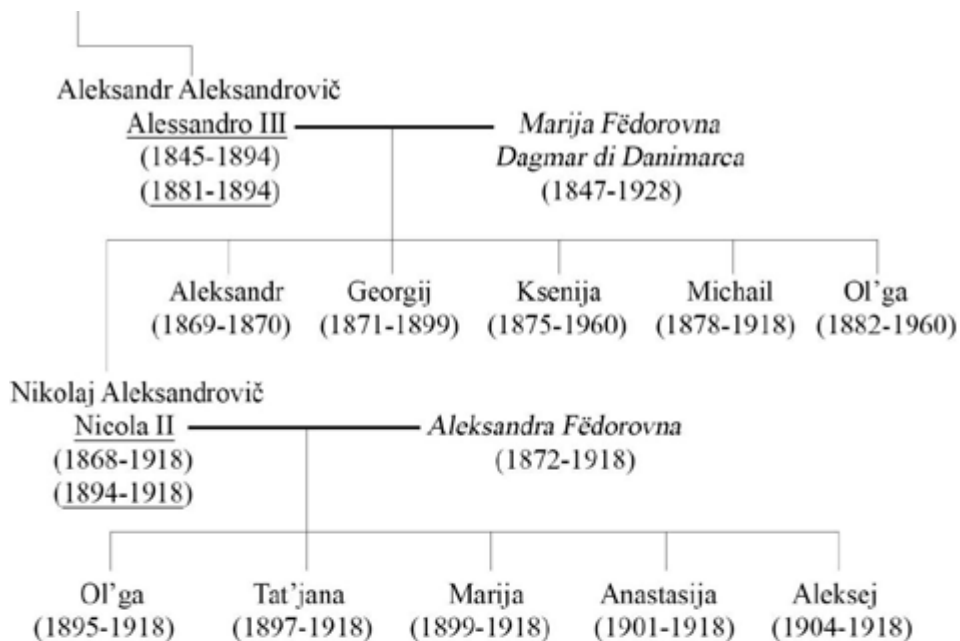 Aleksandr Aleksandrovič
Alessandro III
(1845-1894)
(1881-1894)
Marija Fëdorovna
Dagmar di Danimarca
(1847-1928)
Aleksandr
(1869-1870)
Georgij
(1871-1899)
Ksenija
(1875-1960)
Michail
(1878-1918)
Ol’ga
(1882-1960)
Nikolaj Aleksandrovič
Nicola II
(1868-1918)
(1894-1918)
Aleksandra Fëdorovna
(1872-1918)
Ol’ga
(1895-1918)
Tat’jana
(1897-1918)
Marija
(1899-1918)
Anastasija
(1901-1918)
Aleksej
(1904-1918)